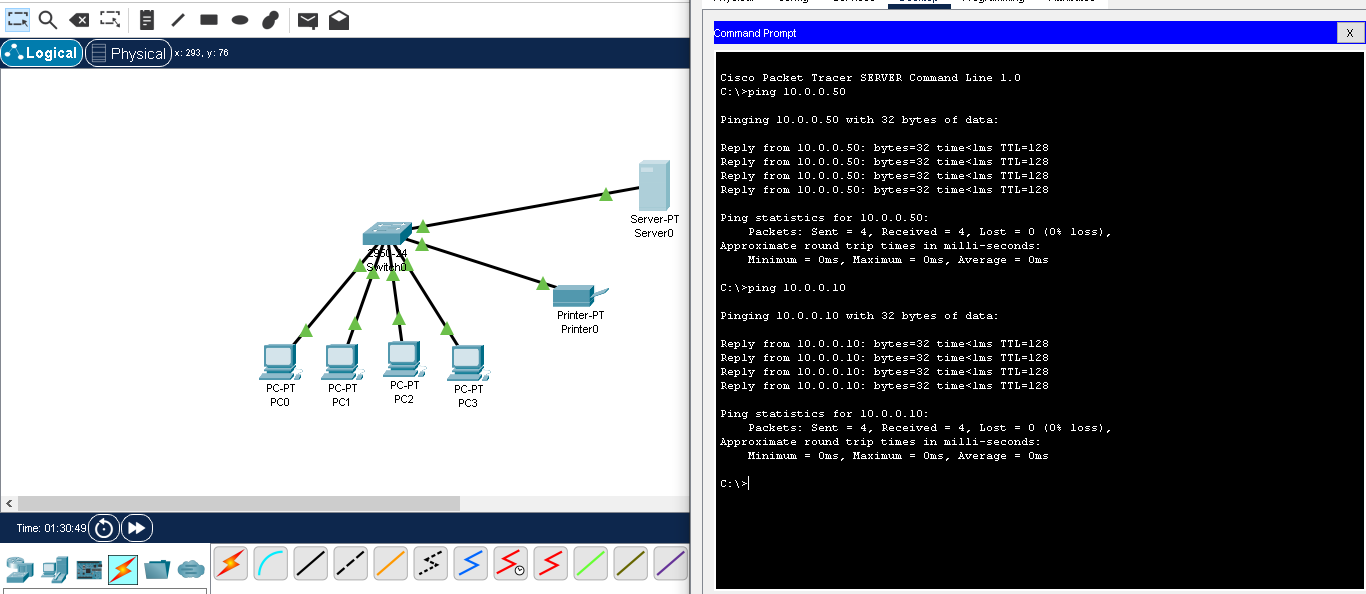 Logical
Physical
x: 293, y: 76
Server-PT
Server0
2950-24
Switch0
Printer-PT
Printer0
PC-PT
PC0
PC-PT
PC1
PC-PT
PC2
PC-PT
PC3
Time: 01:30:49
Desktop
Command Prompt
X
Cisco Packet Tracer SERVER Command Line 1.0
C:\>ping 10.0.0.50
Pinging 10.0.0.50 with 32 bytes of data:
Reply from 10.0.0.50: bytes=32 time<1ms TTL=128
Reply from 10.0.0.50: bytes=32 time<1ms TTL=128
Reply from 10.0.0.50: bytes=32 time<1ms TTL=128
Reply from 10.0.0.50: bytes=32 time<1ms TTL=128
Ping statistics for 10.0.0.50:
Packets: Sent = 4, Received = 4, Lost = 0 (0% loss),
Approximate round trip times in milli-seconds:
Minimum = 0ms, Maximum = 0ms, Average = 0ms
C:\>ping 10.0.0.10
Pinging 10.0.0.10 with 32 bytes of data:
Reply from 10.0.0.10: bytes=32 time<1ms TTL=128
Reply from 10.0.0.10: bytes=32 time<1ms TTL=128
Reply from 10.0.0.10: bytes=32 time<1ms TTL=128
Reply from 10.0.0.10: bytes=32 time<1ms TTL=128
Ping statistics for 10.0.0.10:
Packets: Sent = 4, Received = 4, Lost = 0 (0% loss),
Approximate round trip times in milli-seconds:
Minimum = 0ms, Maximum = 0ms, Average = 0ms
C:\>